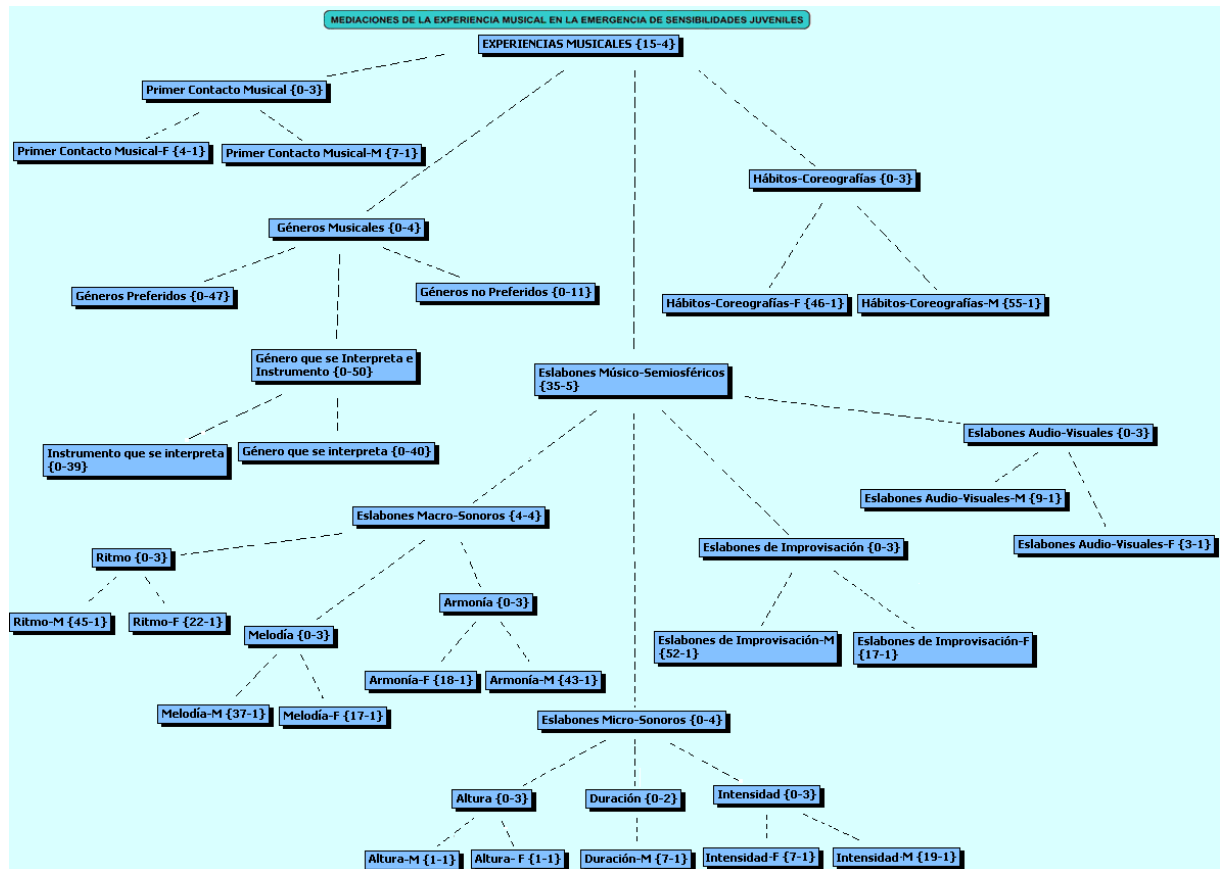 MEDIACIONES DE LA EXPERIENCIA MUSICAL EN LA EMERGENCIA DE SENSIBILIDADES JUVENILES
EXPERIENCIAS MUSICALES {15-4}
Primer Contacto Musical {0-3}
Primer Contacto Musical-F {4-1}
Primer Contacto Musical-M {7-1}
Hábitos-Coreografías {0-3}
Géneros Musicales {0-4}
Géneros Preferidos {0-47}
Géneros no Preferidos {0-11}
Hábitos-Coreografías-F {46-1}
Hábitos-Coreografías-M {55-1}
Género que se Interpreta e
Instrumento {0-50}
Eslabones Músico-Semiosféricos
{35-5}
Instrumento que se interpreta
{0-39}
Género que se interpreta {0-40}
Eslabones Audio-Visuales {0-3}
Eslabones Audio-Visuales-M {9-1}
Eslabones Audio-Visuales-F {3-1}
Eslabones Macro-Sonoros {4-4}
Eslabones de Improvisación {0-3}
Ritmo {0-3}
Ritmo-M {45-1}
Ritmo-F {22-1}
Armonía {0-3}
Melodía {0-3}
Eslabones de Improvisación-M
{52-1}
Eslabones de Improvisación-F
{17-1}
Armonía-F {18-1}
Armonía-M {43-1}
Melodía-M {37-1}
Melodía-F {17-1}
Eslabones Micro-Sonoros {0-4}
Altura {0-3}
Duración {0-2}
Intensidad {0-3}
Altura-M {1-1}
Altura- F {1-1}
Duración-M {7-1}
Intensidad-F {7-1}
Intensidad-M {19-1}